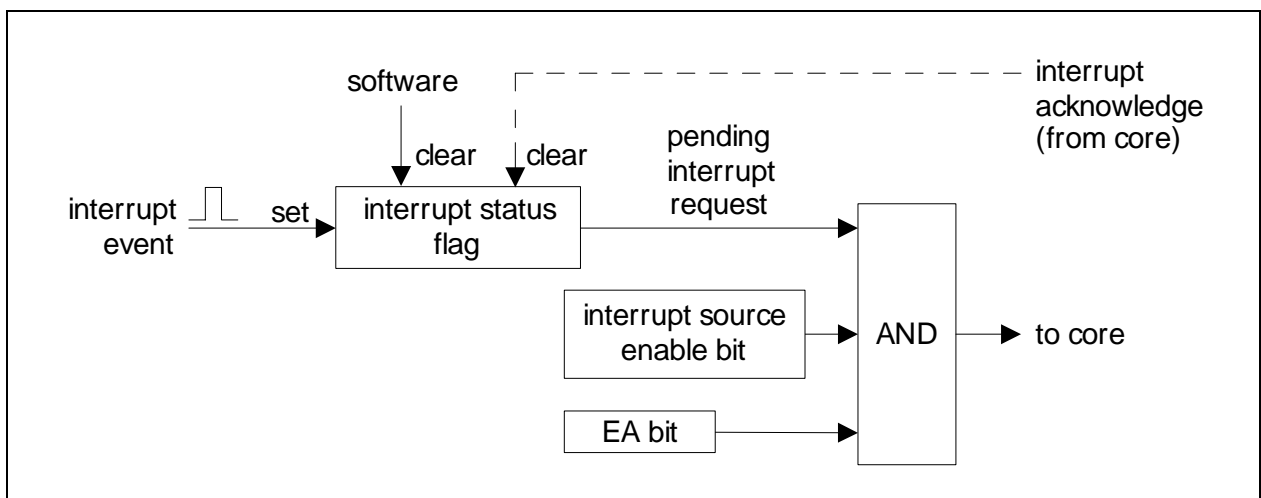 software
interrupt
acknowledge
(from core)
clear
clear
pending
interrupt
request
interrupt
event
set
interrupt status
flag
interrupt source
enable bit
AND
to core
EA bit